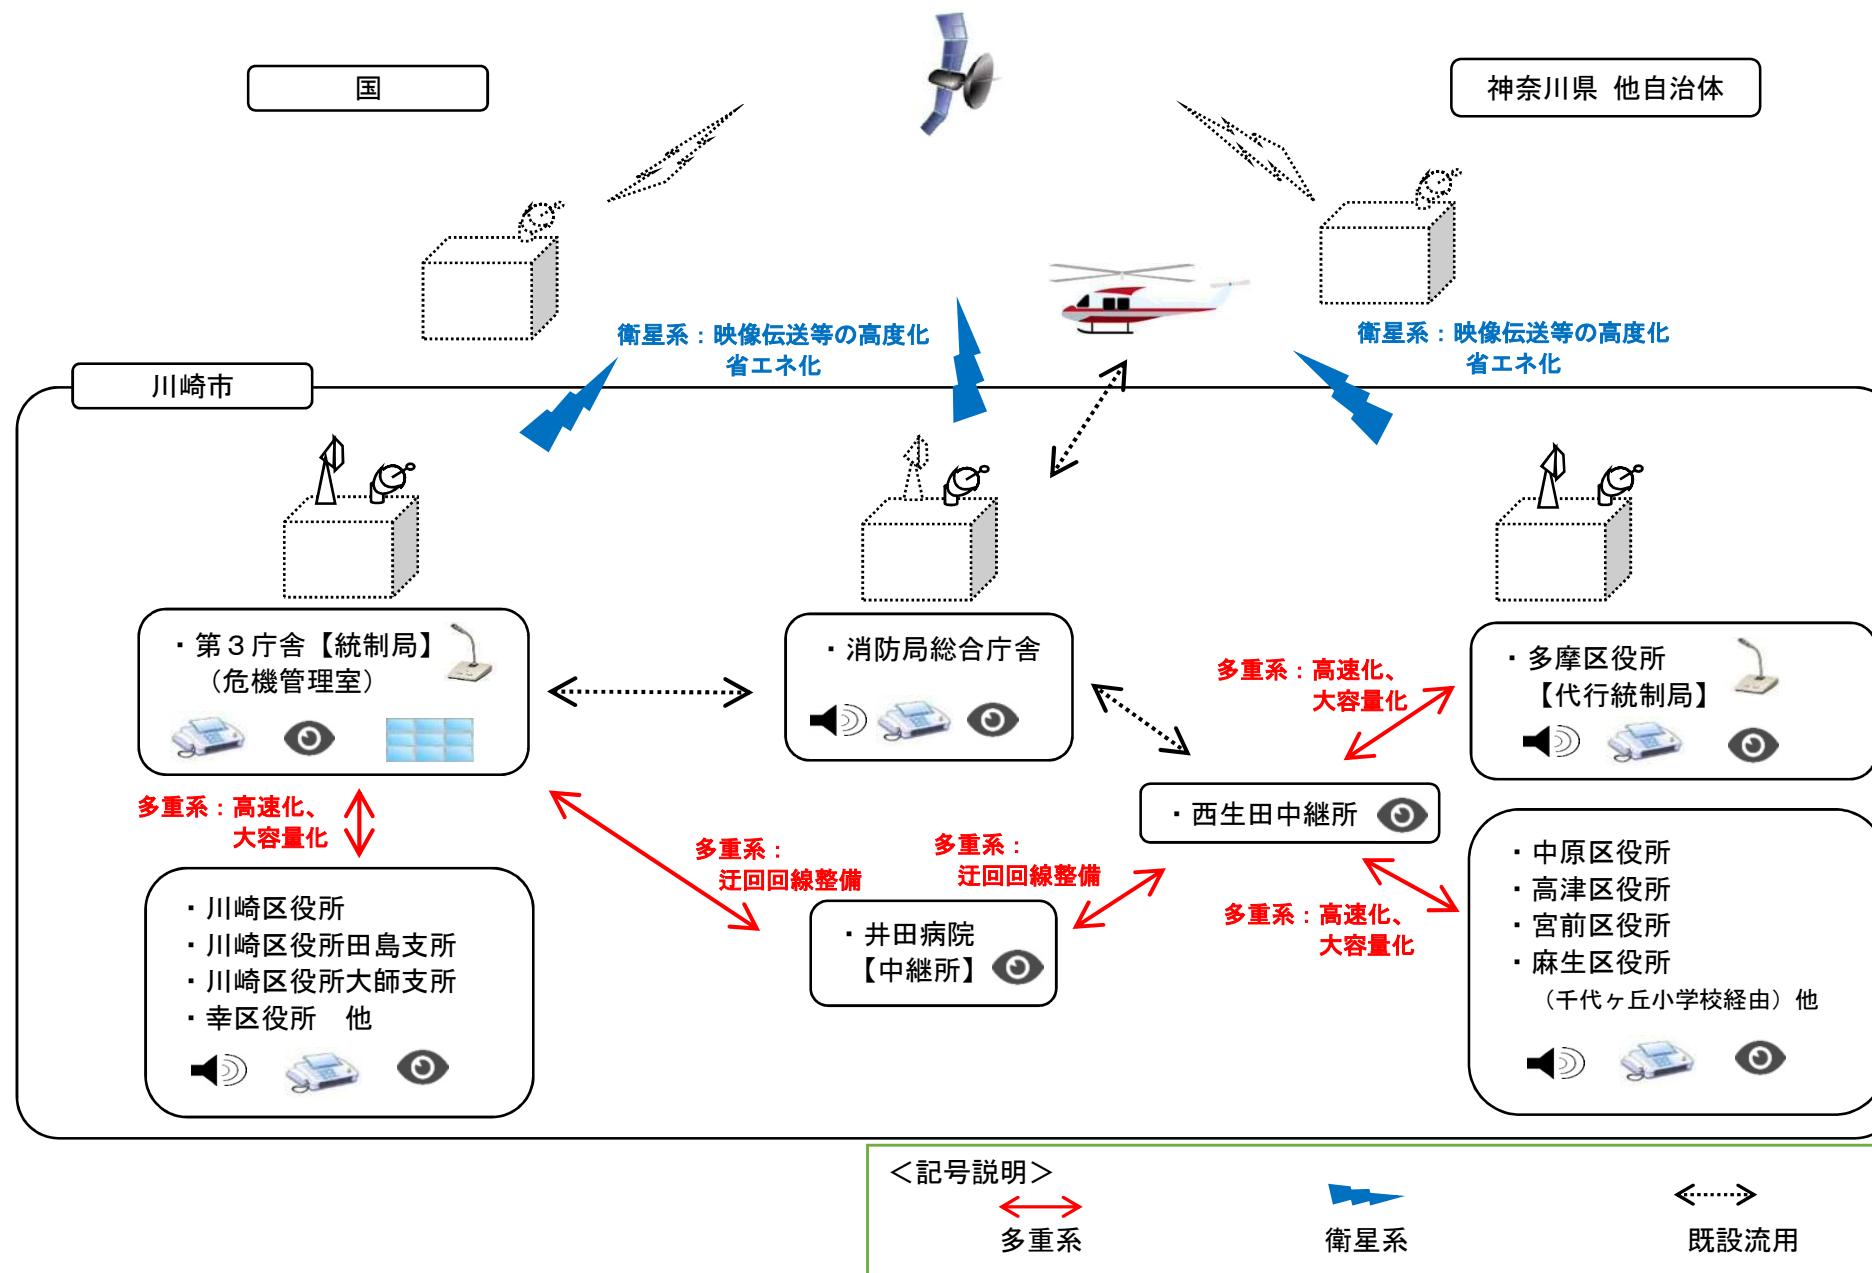 国
神奈川県 他自治体
衛星系：映像伝送等の高度化
省エネ化
衛星系：映像伝送等の高度化
省エネ化
川崎市
・第３庁舎【統制局】
（危機管理室）
・消防局総合庁舎
多重系：高速化、
大容量化
・多摩区役所
【代行統制局】
多重系：高速化、
大容量化
・西生田中継所
多重系：
迂回回線整備
多重系：
迂回回線整備
・川崎区役所
・川崎区役所田島支所
・川崎区役所大師支所
・幸区役所　他
・井田病院
【中継所】
多重系：高速化、
大容量化
・中原区役所
・高津区役所
・宮前区役所
・麻生区役所
（千代ヶ丘小学校経由）他
＜記号説明＞
多重系
衛星系
既設流用